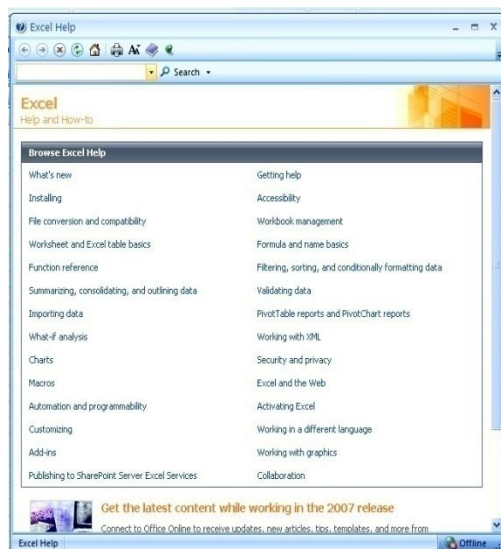 Excel Help
Search
Excel
Help and How-to
Browse Excel Help
What's new
Getting help
Installing
Accessibility
File conversion and compatibility
Workbook management
Worksheet and Excel table basics
Formula and name basics
Function reference
Filtering, sorting, and conditionally formatting data
Summarizing, consolidating, and outlining data
Validating data
Importing data
PivotTable reports and PivotChart reports
What-if analysis
Working with XML
Charts
Security and privacy
Macros
Excel and the Web
Automation and programmability
Activating Excel
Customizing
Working in a different language
Add-ins
Working with graphics
Publishing to SharePoint Server Excel Services
Collaboration
Get the latest content while working in the 2007 release
Connect to Office Online to receive updates, new articles, tips, templates, and more from
Excel Help
Offline